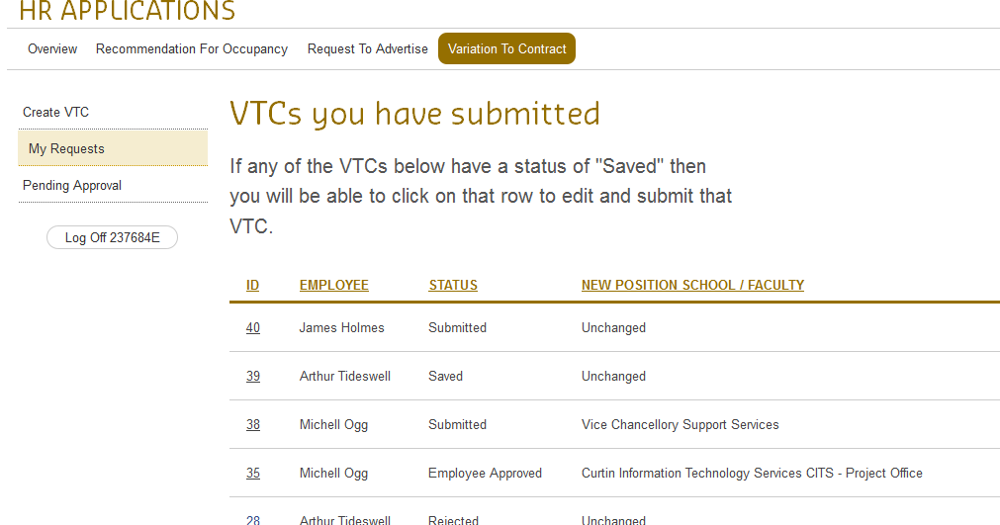 HR APPLICATIONS
Overview Recommendation For Occupancy Request To Advertise Variation To Contract
Create VTC
My Requests
Pending Approval
Log Off 237684E
VTCs you have submitted
If any of the VTCs below have a status of "Saved" then
you will be able to click on that row to edit and submit that
VTC.
ID EMPLOYEE STATUS NEW POSITION SCHOOL / FACULTY
40 James Holmes Submitted Unchanged
39 Arthur Tideswell Saved Unchanged
38 Michell Ogg Submitted Vice Chancellory Support Services
35 Michell Ogg Employee Approved Curtin Information Technology Services CITS - Project Office
28 Arthur Tideswell Rejected Unchanged